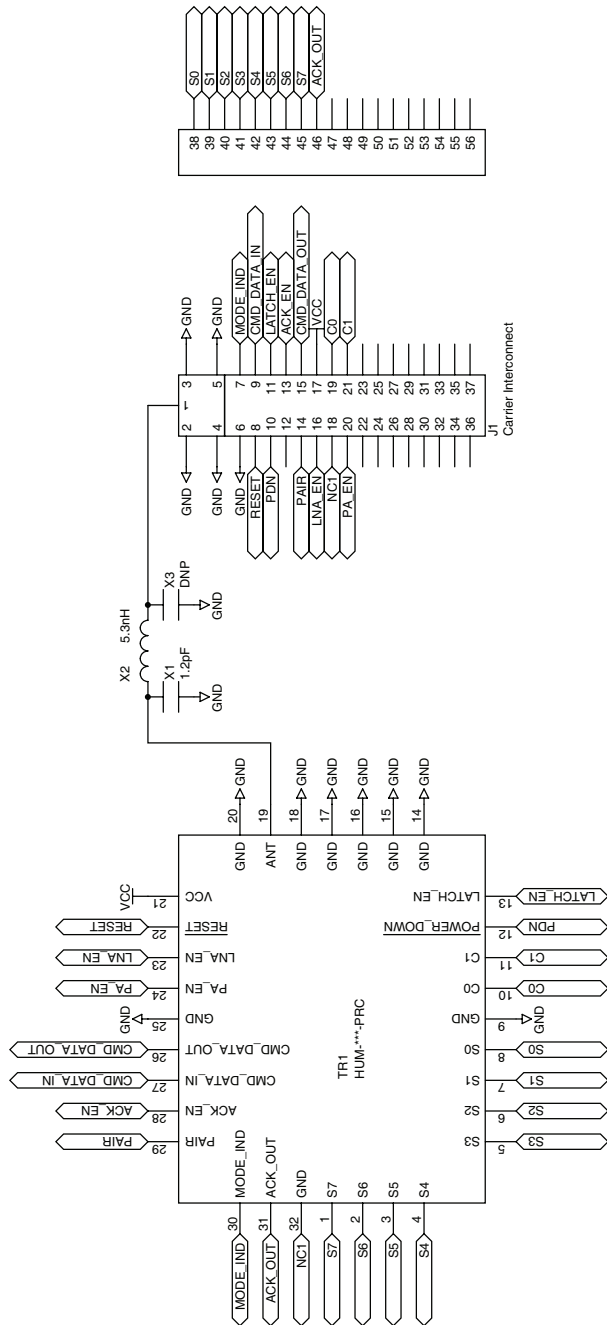 38 S0
39 S1
40 S2
41 S3
42 S4
43 S5
44 S6
45 S7
46 ACK_OUT
47
48
49
50
51
52
53
54
55
56
GND 2 1 3 GND
GND 4 5 GND
GND 6 7 MODE_IND
RESET 8 9 CMD_DATA_IN
PDN 10 11 LATCH_EN
12 13 ACK_EN
PAIR 14 15 CMD_DATA_OUT
LNA_EN 16 17 VCC
NC1 18 19 C0
PA_EN 20 21 C1
22 23
24 25
26 27
28 29
30 31
32 33
34 35
36 37
J1
Carrier Interconnect
X2
5.3nH
X1
1.2pF
GND
X3
DNP
GND
GND 20 GND
ANT 19
GND 18 GND
GND 17 GND
GND 16 GND
GND 15 GND
GND 14 GND
VCC 21 VCC
RESET 22 RESET
LNA_EN 23 LNA_EN
PA_EN 24 PA_EN
GND 25 GND
CMD_DATA_OUT 26 CMD_DATA_OUT
CMD_DATA_IN 27 CMD_DATA_IN
ACK_EN 28 ACK_EN
PAIR 29 PAIR
TR1
HUM-***-PRC
LATCH_EN 13 LATCH_EN
POWER_DOWN 12 PDN
C1 11 C1
C0 10 C0
GND 9 GND
S0 8 S0
S1 7 S1
S2 6 S2
S3 5 S3
MODE_IND 30 MODE_IND
ACK_OUT 31 ACK_OUT
NC1 32 GND
S7 1 S7
S6 2 S6
S5 3 S5
S4 4 S4